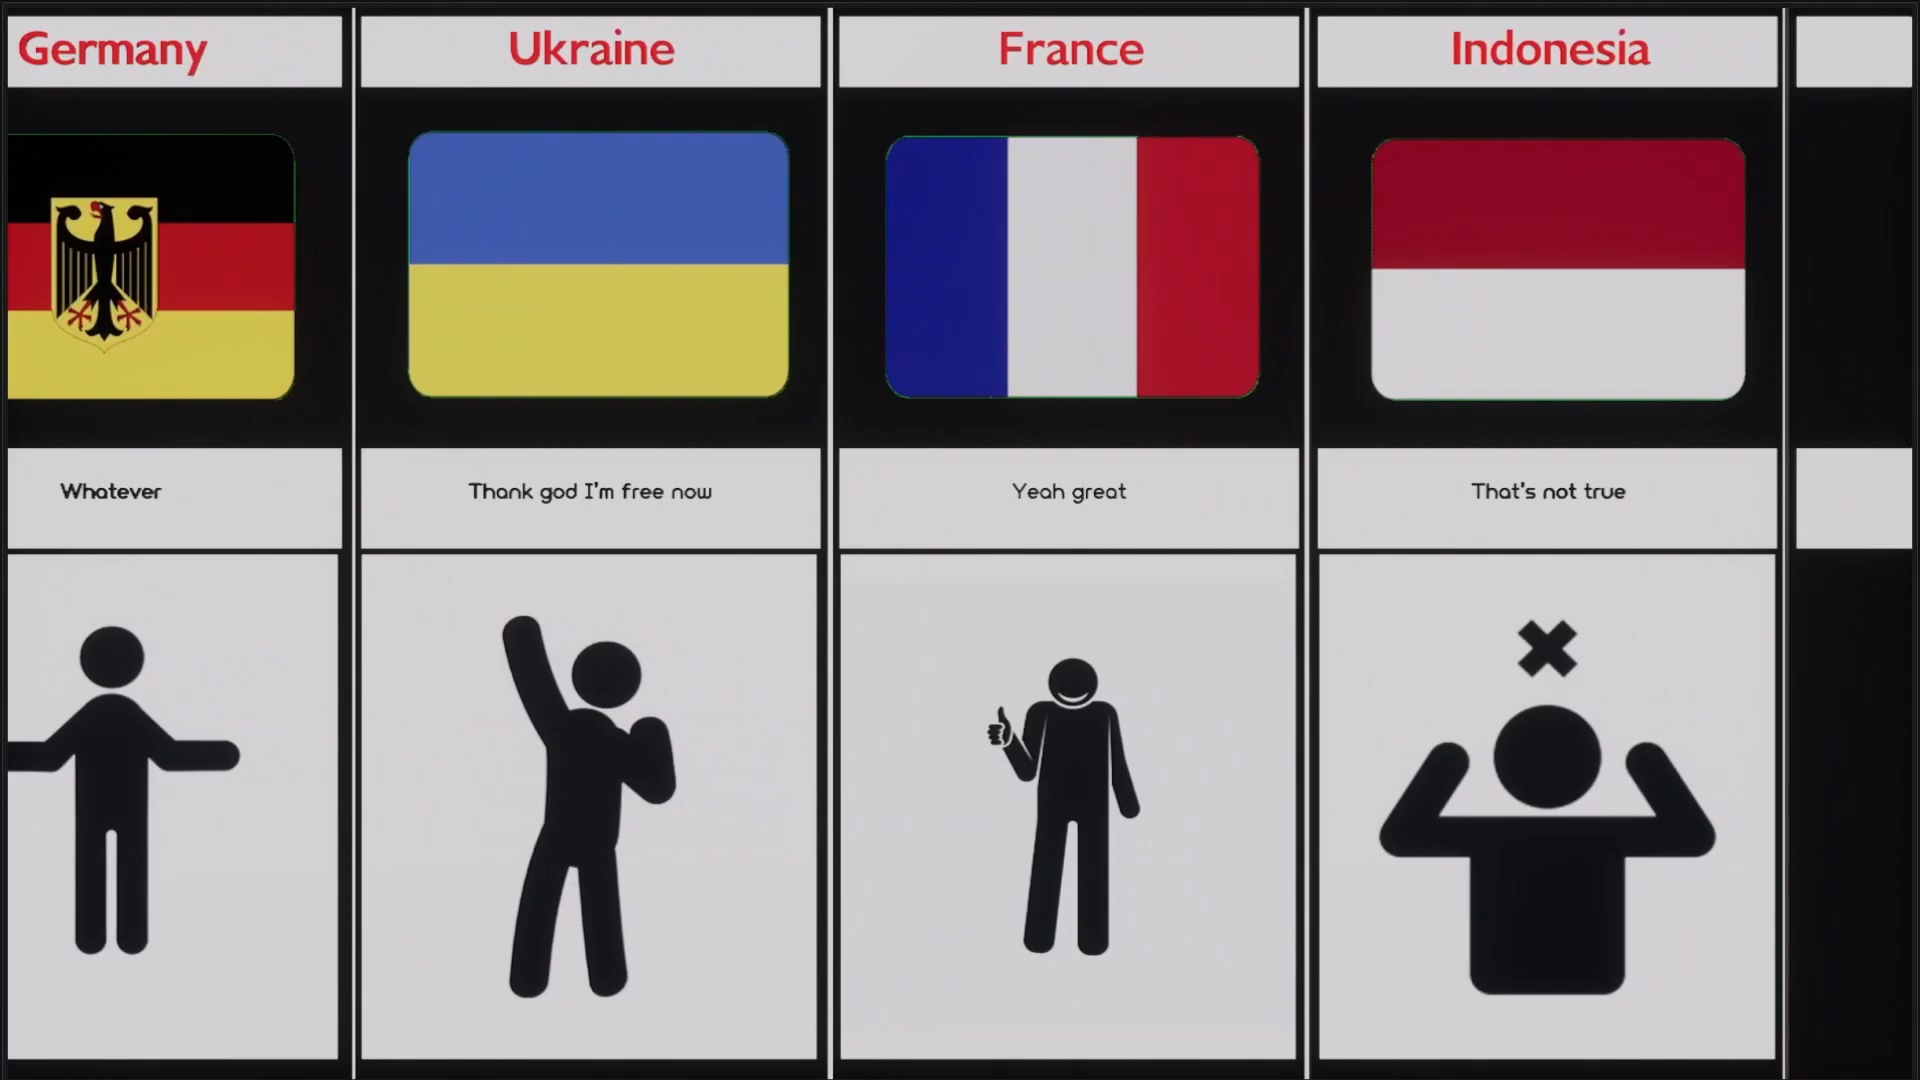 Germany
Ukraine
France
Indonesia
Whatever
Thank god I'm free now
Yeah great
That's not true